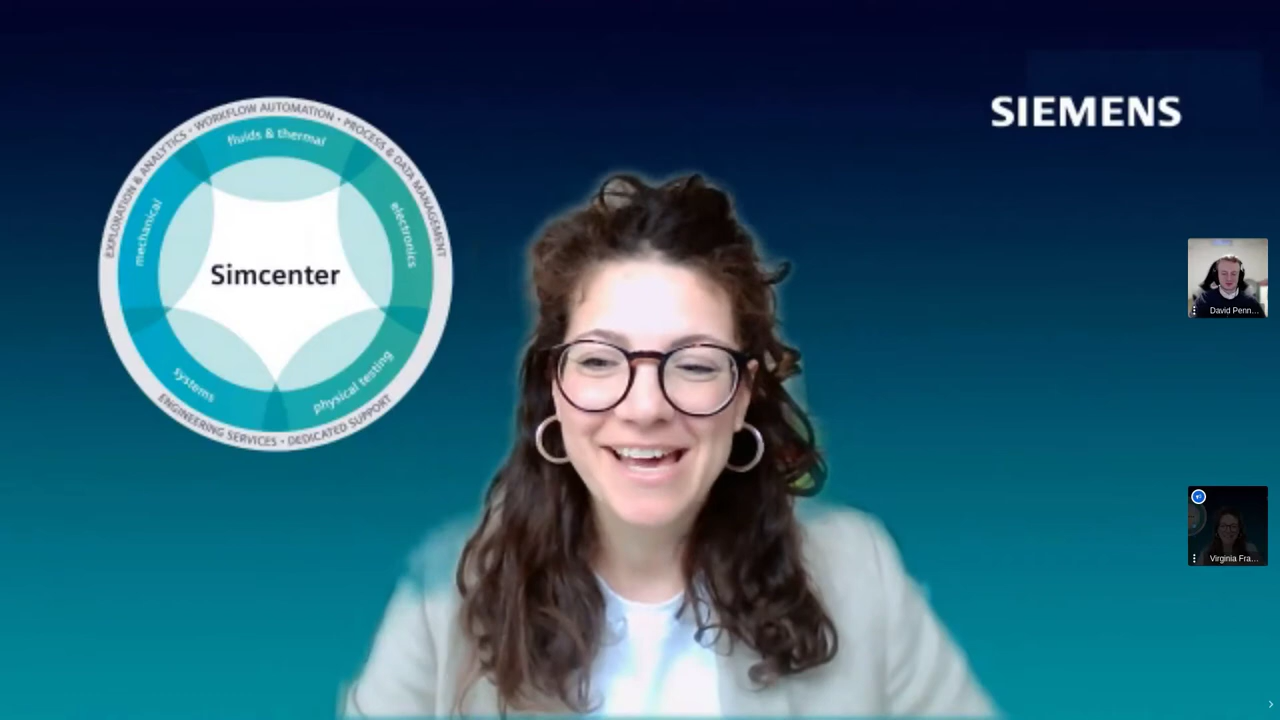 EXPLORATION & ANALYTICS • WORKFLOW AUTOMATION • PROCESS & DATA MANAGEMENT
fluids & thermal
mechanical
electronics
Simcenter
systems
physical testing
ENGINEERING SERVICES • DEDICATED SUPPORT
SIEMENS
David Penn...
Virginia Fra...